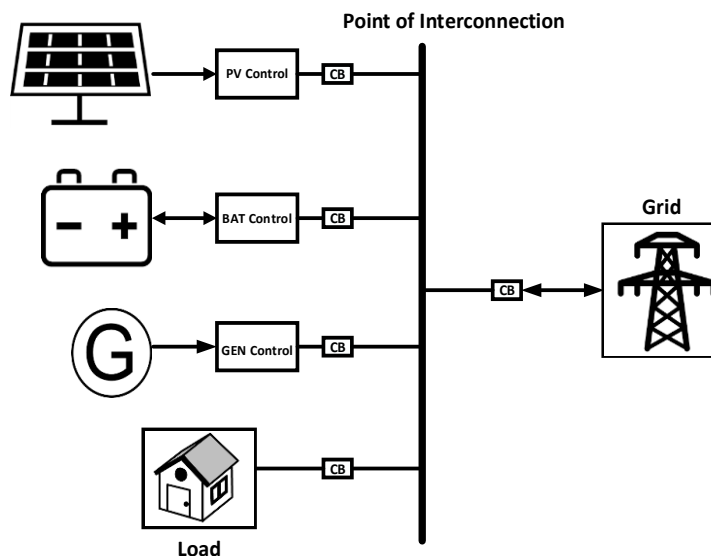 Point of Interconnection
PV Control
CB
BAT Control
CB
Grid
CB
G
GEN Control
CB
CB
Load